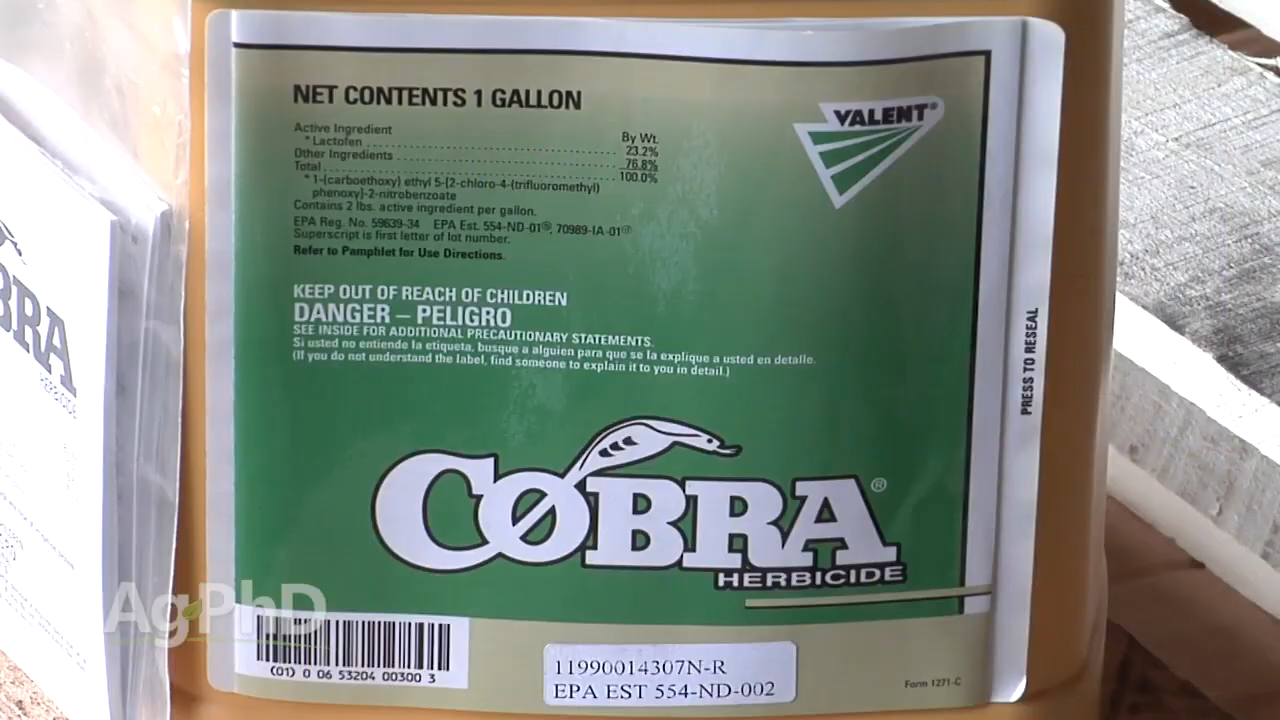 NET CONTENTS 1 GALLON
Active Ingredient By Wt.
*Lactofen 23.2%
Other Ingredients 76.8%
Total 100.0%
*1-(carboethoxy) ethyl 5-[2-chloro-4-(trifluoromethyl)
phenoxy]-2-nitrobenzoate
Contains 2 lbs. active ingredient per gallon.
EPA Reg. No. 59639-34 EPA Est. 554-ND-01, 70989-IA-01
Superscript is first letter of lot number.
Refer to Pamphlet for Use Directions.
VALENT®
KEEP OUT OF REACH OF CHILDREN
DANGER – PELIGRO
SEE INSIDE FOR ADDITIONAL PRECAUTIONARY STATEMENTS.
Si usted no entiende la etiqueta, busque a alguien para que se la explique a usted en detalle.
(If you do not understand the label, find someone to explain it to you in detail.)
PRESS TO RESEAL
COBRA®
HERBICIDE
BRA
HERBICIDE
AgPhD
(01) 0 06 53204 00300 3
11990014307N-R
EPA EST 554-ND-002
Form 1271-C